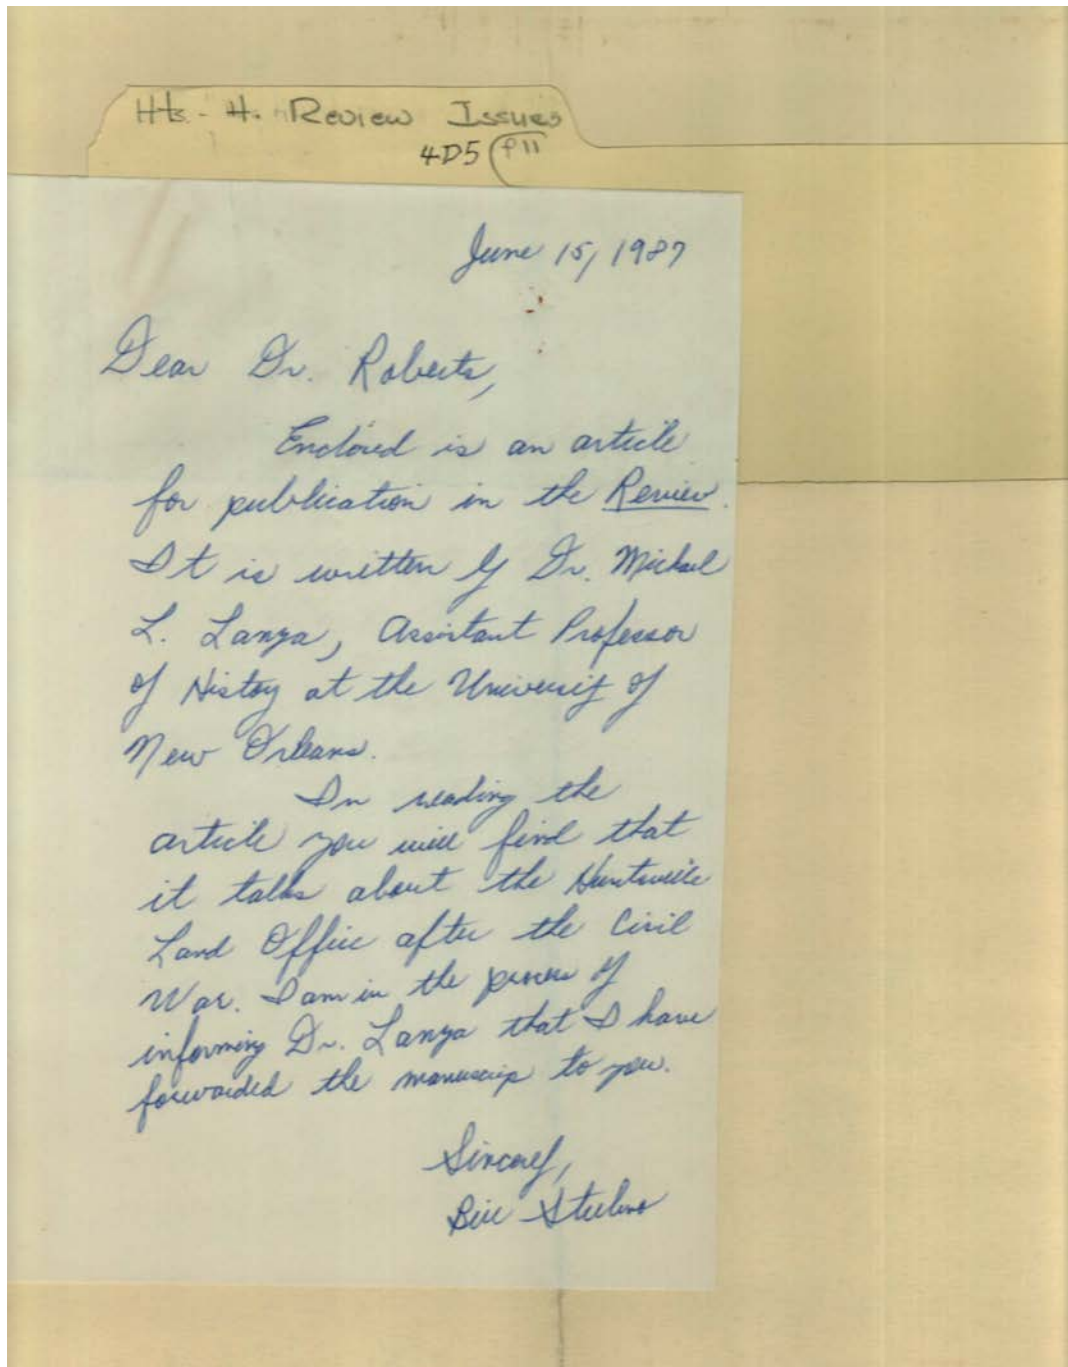 Hts. - H. Review Issues
4D5 P11
June 15, 1987
Dear Dr. Roberts,
Enclosed is an article
for publication in the Review.
It is written by Dr. Michael
L. Lanza, Assistant Professor
of History at the University of
New Orleans.
In reading the
article you will find that
it talks about the Huntsville
Land Office after the Civil
War. I am in the process of
informing Dr. Lanza that I have
forwarded the manuscrip to you.
Sincerely,
Bill